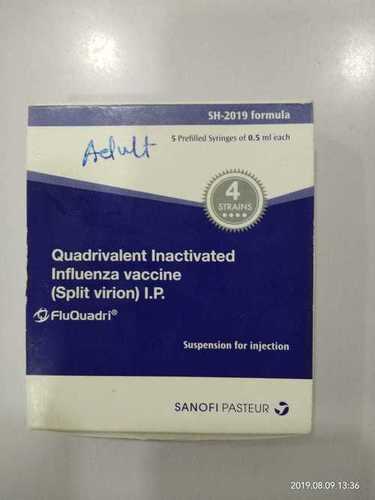 SH-2019 formula
5 Prefilled Syringes of 0.5 ml each
Adult
4
STRAINS
Quadrivalent Inactivated
Influenza vaccine
(Split virion) I.P.
FluQuadri®
Suspension for injection
SANOFI PASTEUR
2019.08.09 13:36